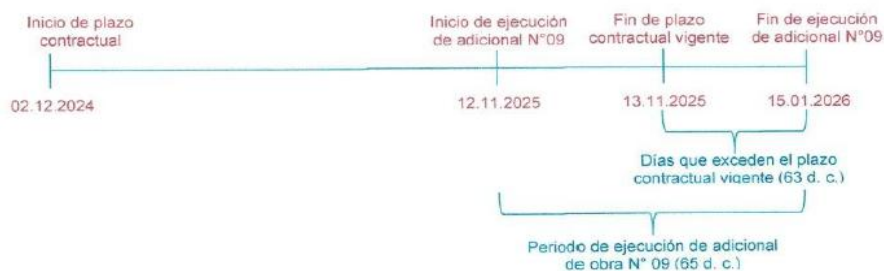 Inicio de plazo
contractual
Inicio de ejecución
de adicional N°09
Fin de plazo
contractual vigente
Fin de ejecución
de adicional N°09
02.12.2024
12.11.2025
13.11.2025
15.01.2026
Días que exceden el plazo
contractual vigente (63 d. c.)
Periodo de ejecución de adicional
de obra N° 09 (65 d. c.)